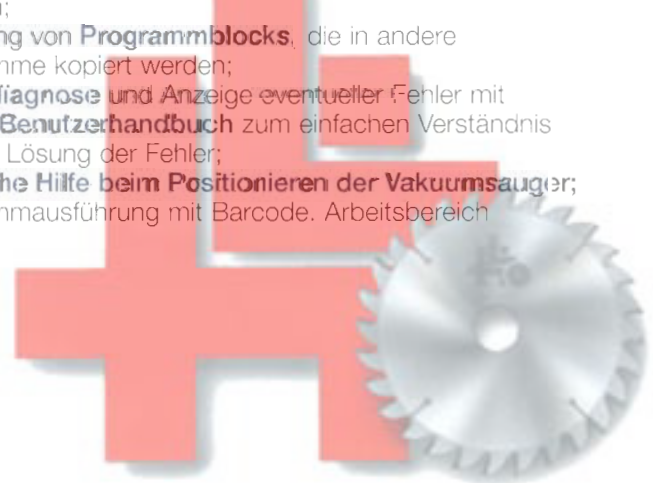 ng von Programmblocks, die in andere
mme kopiert werden;
diagnose und Anzeige eventueller Fehler mit
Benutzerhandbuch zum einfachen Verständnis
Lösung der Fehler;
he Hilfe beim Positionieren der Vakuumsauger;
mmausführung mit Barcode. Arbeitsbereich